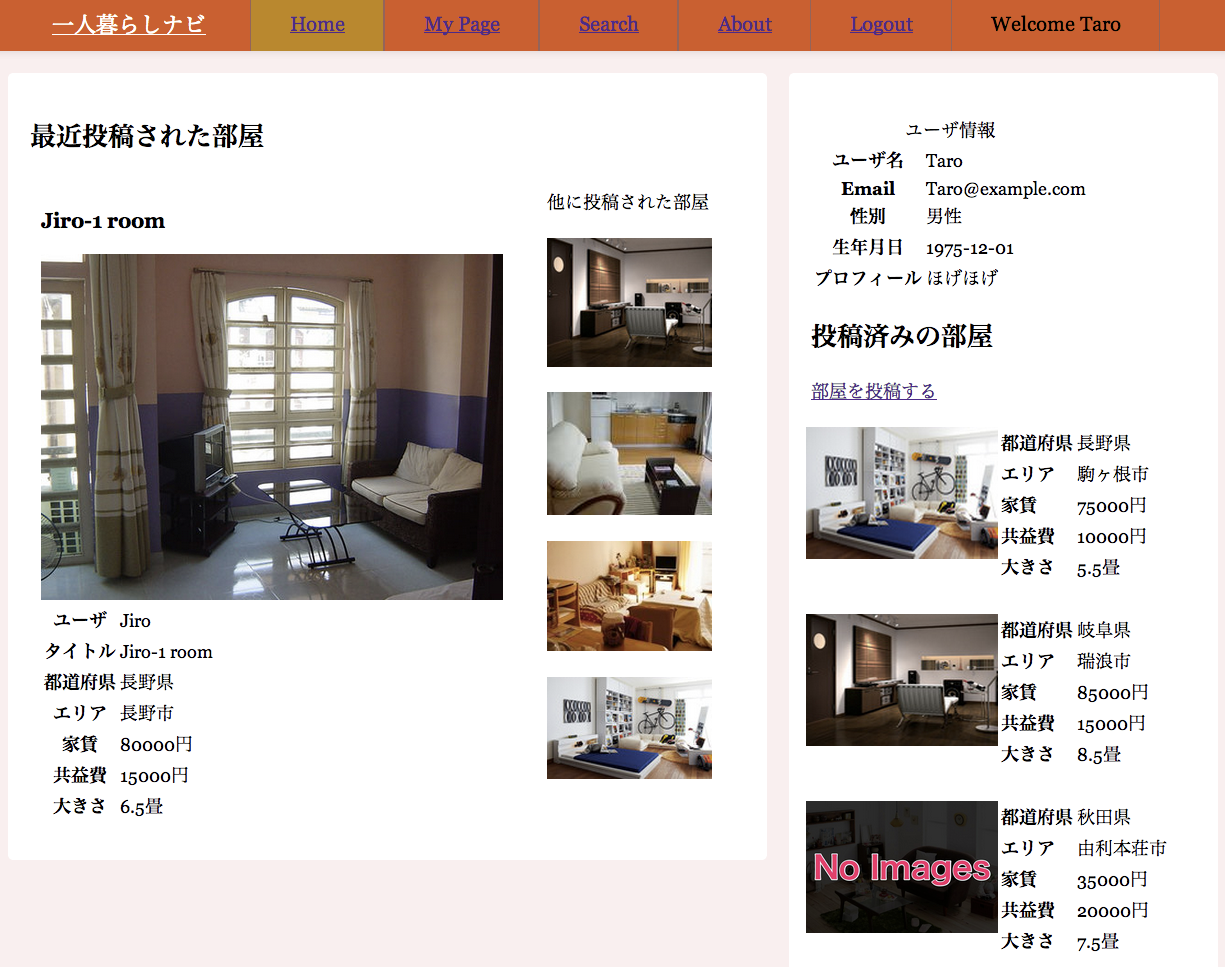 一人暮らしナビ Home My Page Search About Logout Welcome Taro
最近投稿された部屋
Jiro-1 room
ユーザ Jiro
タイトル Jiro-1 room
都道府県 長野県
エリア 長野市
家賃 80000円
共益費 15000円
大きさ 6.5畳
他に投稿された部屋
ユーザ情報
ユーザ名 Taro
Email Taro@example.com
性別 男性
生年月日 1975-12-01
プロフィール ほげほげ
投稿済みの部屋
部屋を投稿する
都道府県 長野県
エリア 駒ヶ根市
家賃 75000円
共益費 10000円
大きさ 5.5畳
都道府県 岐阜県
エリア 瑞浪市
家賃 85000円
共益費 15000円
大きさ 8.5畳
No Images
都道府県 秋田県
エリア 由利本荘市
家賃 35000円
共益費 20000円
大きさ 7.5畳